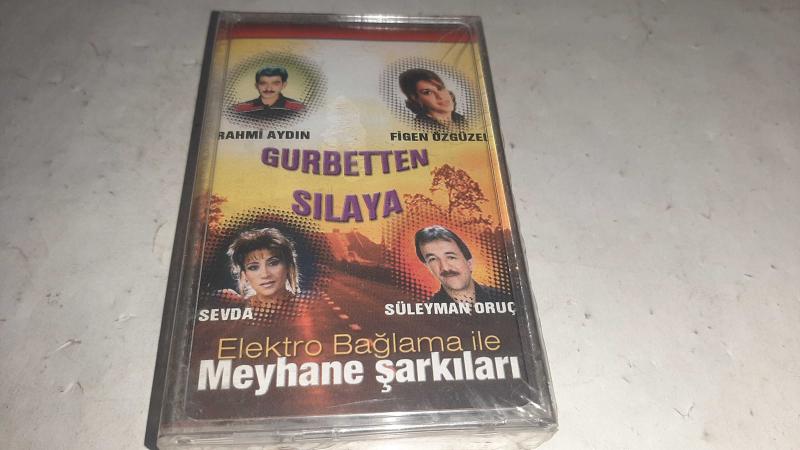 RAHMİ AYDIN
FİGEN ÖZGÜZEL
GURBETTEN
SILAYA
SEVDA
SÜLEYMAN ORUÇ
Elektro Bağlama ile
Meyhane şarkıları